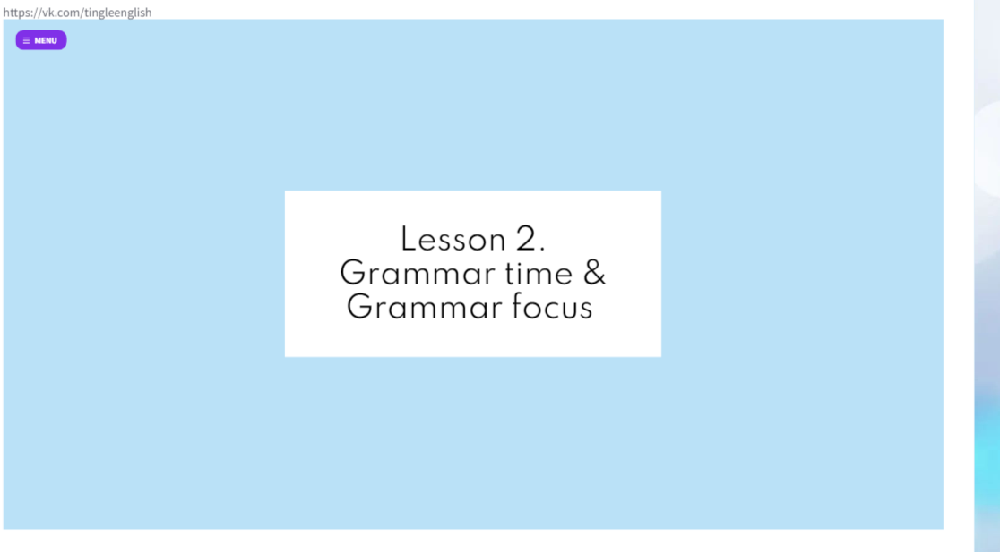 https://vk.com/tingleenglish
☰ MENU
Lesson 2.
Grammar time &
Grammar focus